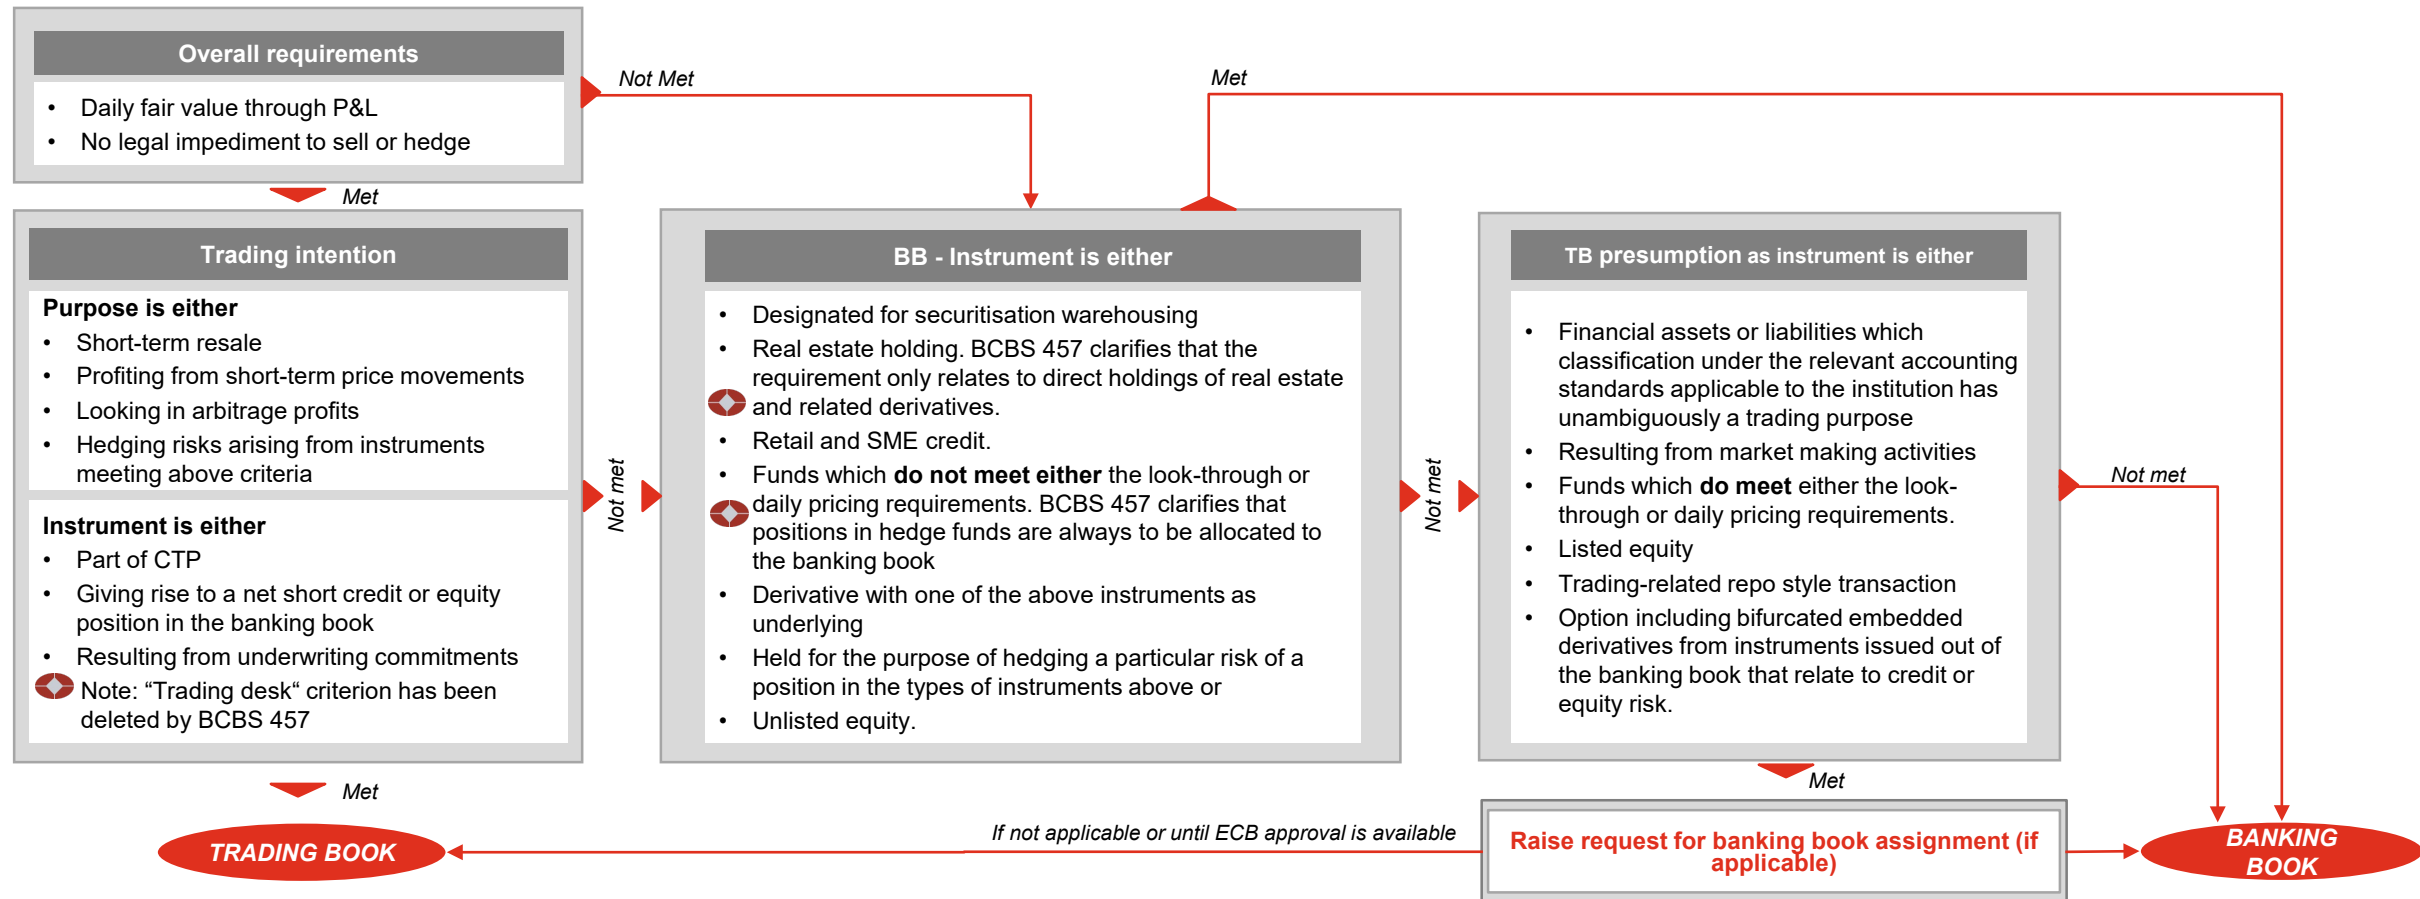 Overall requirements
• Daily fair value through P&L
• No legal impediment to sell or hedge
Not Met
Met
Met
Trading intention
Purpose is either
• Short-term resale
• Profiting from short-term price movements
• Looking in arbitrage profits
• Hedging risks arising from instruments
meeting above criteria
Instrument is either
• Part of CTP
• Giving rise to a net short credit or equity
position in the banking book
• Resulting from underwriting commitments
Note: “Trading desk“ criterion has been
deleted by BCBS 457
Not met
BB - Instrument is either
• Designated for securitisation warehousing
• Real estate holding. BCBS 457 clarifies that the
requirement only relates to direct holdings of real estate
and related derivatives.
• Retail and SME credit.
• Funds which do not meet either the look-through or
daily pricing requirements. BCBS 457 clarifies that
positions in hedge funds are always to be allocated to
the banking book
• Derivative with one of the above instruments as
underlying
• Held for the purpose of hedging a particular risk of a
position in the types of instruments above or
• Unlisted equity.
Not met
TB presumption as instrument is either
• Financial assets or liabilities which
classification under the relevant accounting
standards applicable to the institution has
unambiguously a trading purpose
• Resulting from market making activities
• Funds which do meet either the look-
through or daily pricing requirements.
• Listed equity
• Trading-related repo style transaction
• Option including bifurcated embedded
derivatives from instruments issued out of
the banking book that relate to credit or
equity risk.
Not met
Met
Met
TRADING BOOK
If not applicable or until ECB approval is available
Raise request for banking book assignment (if
applicable)
BANKING
BOOK